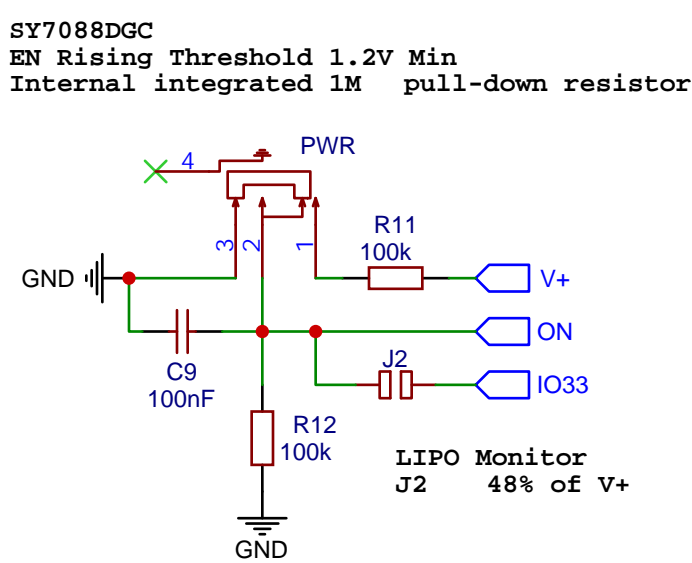 SY7088DGC
EN Rising Threshold 1.2V Min
Internal integrated 1M pull-down resistor
PWR
4
3
2
1
R11
100k
GND
V+
ON
C9
100nF
J2
IO33
R12
100k
LIPO Monitor
J2 48% of V+
GND